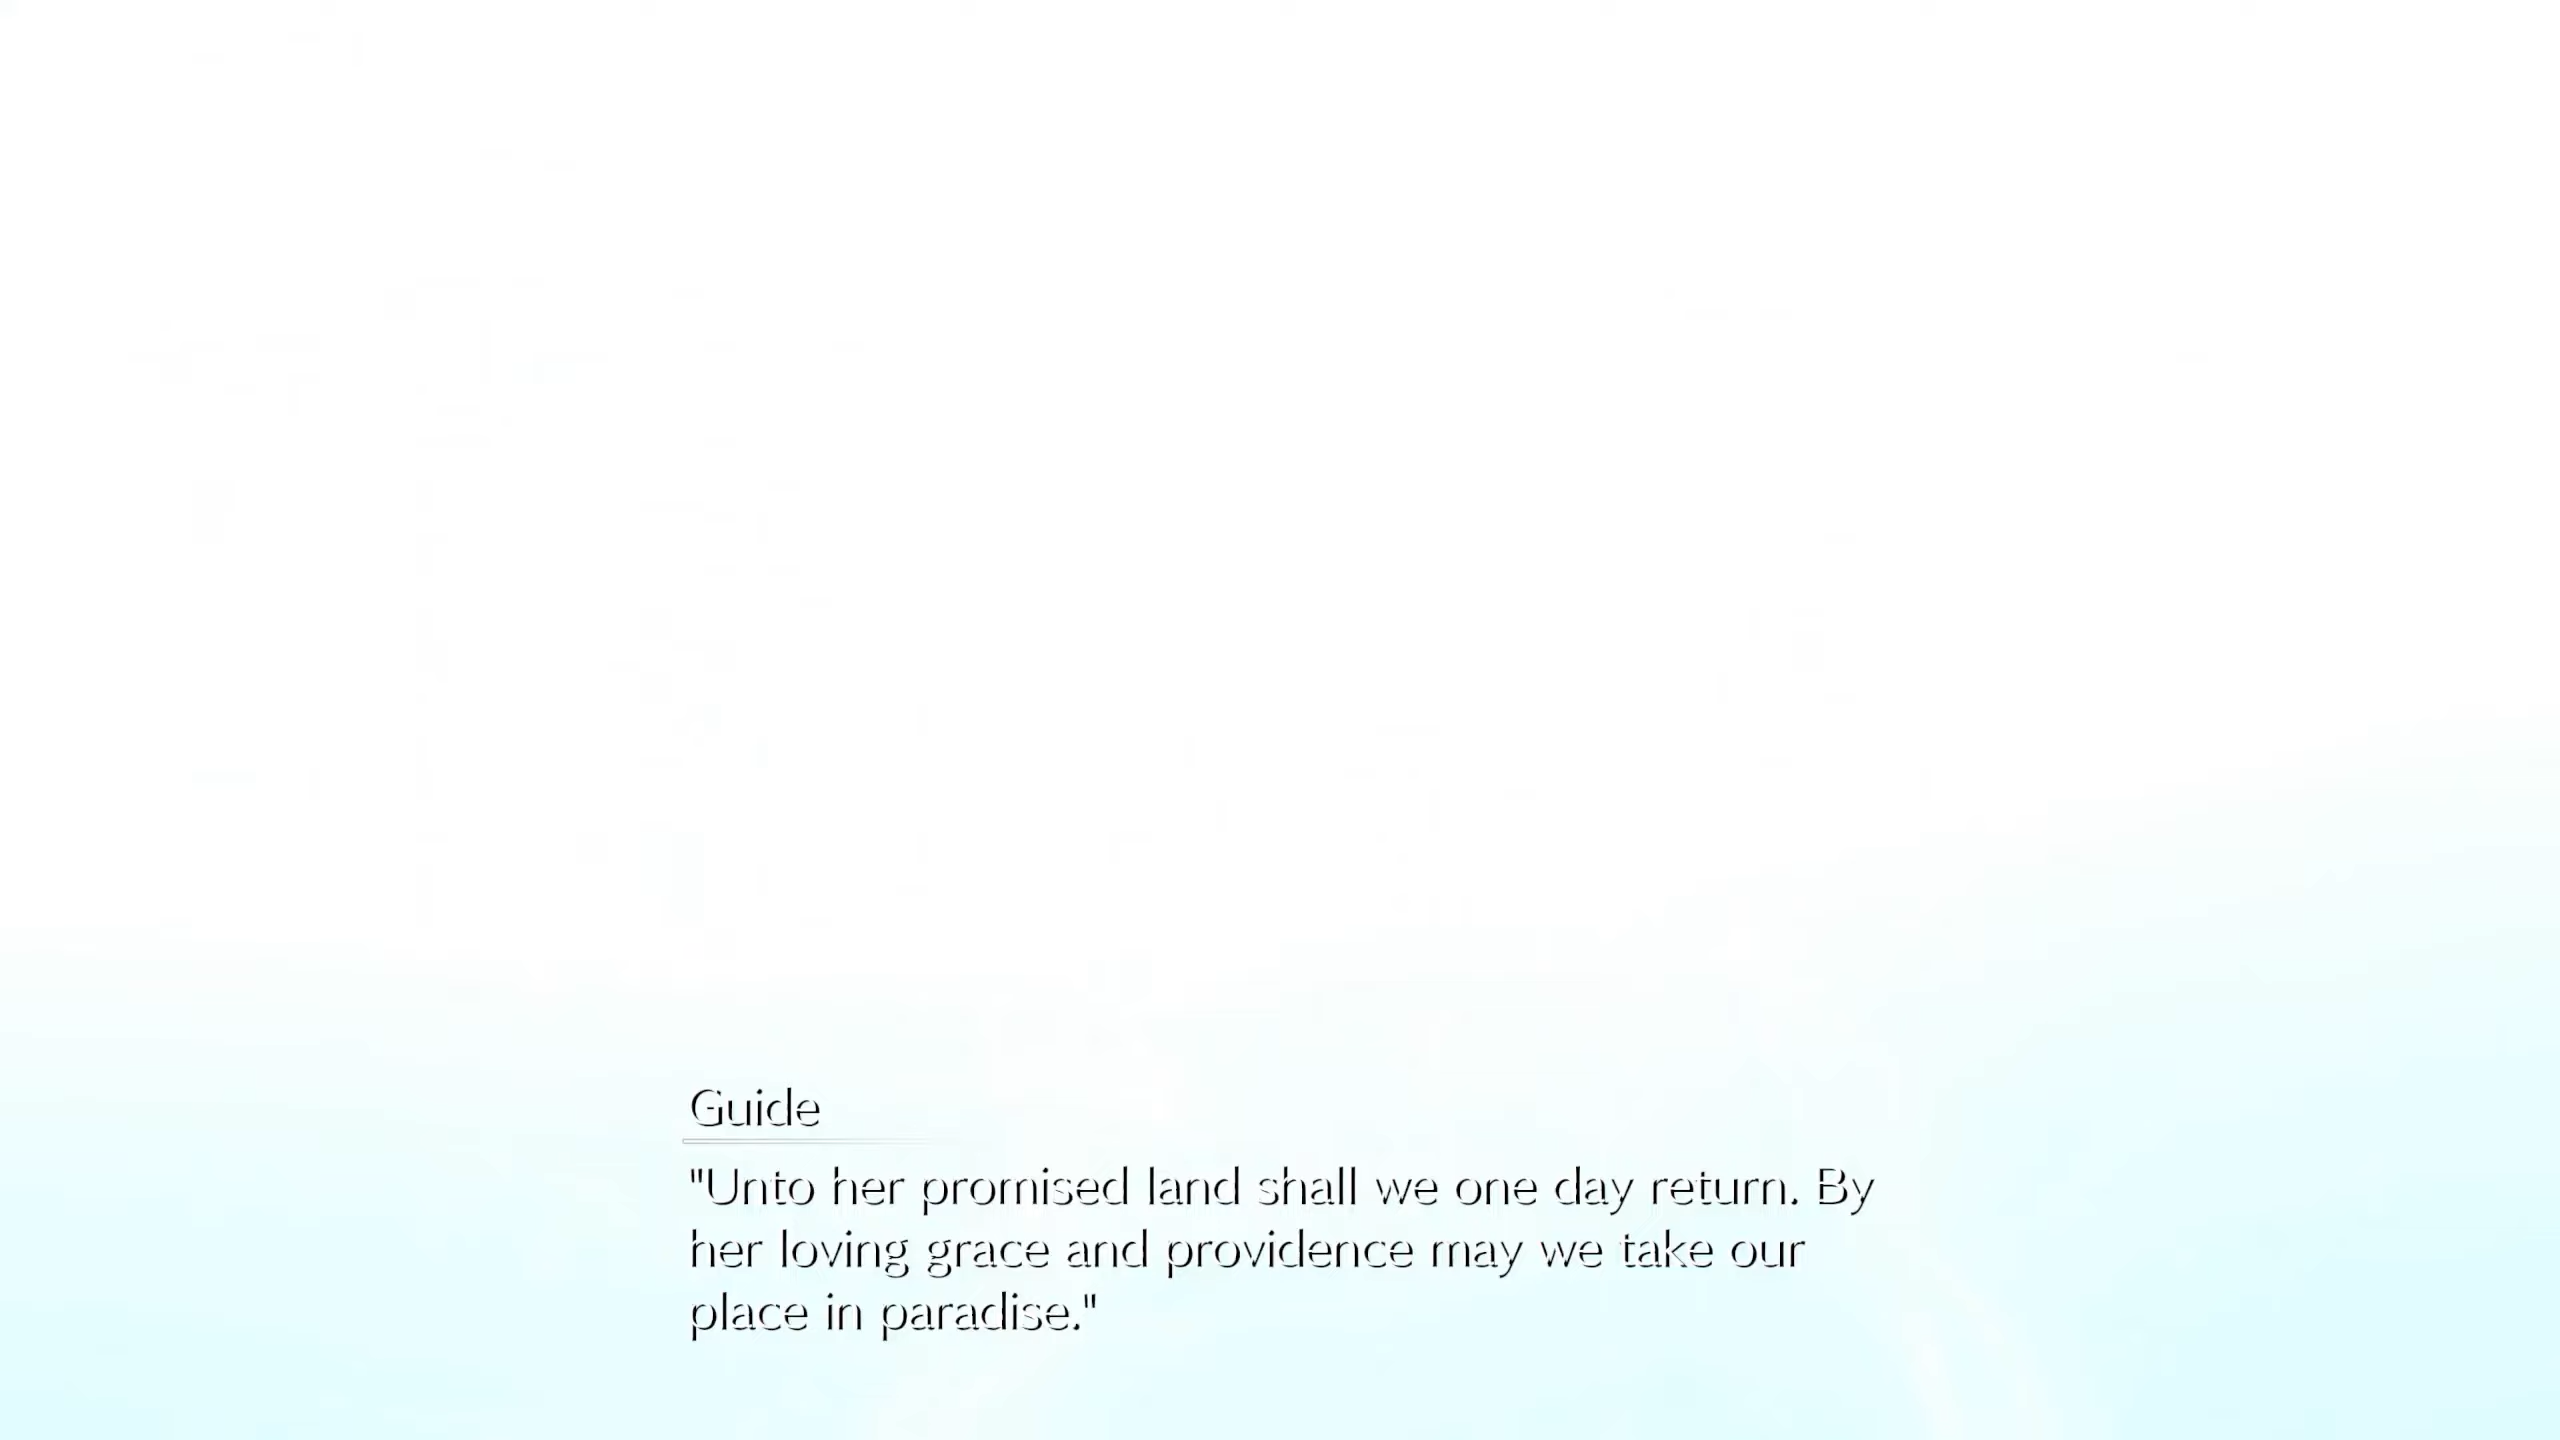 Guide
"Unto her promised land shall we one day return. By
her loving grace and providence may we take our
place in paradise."